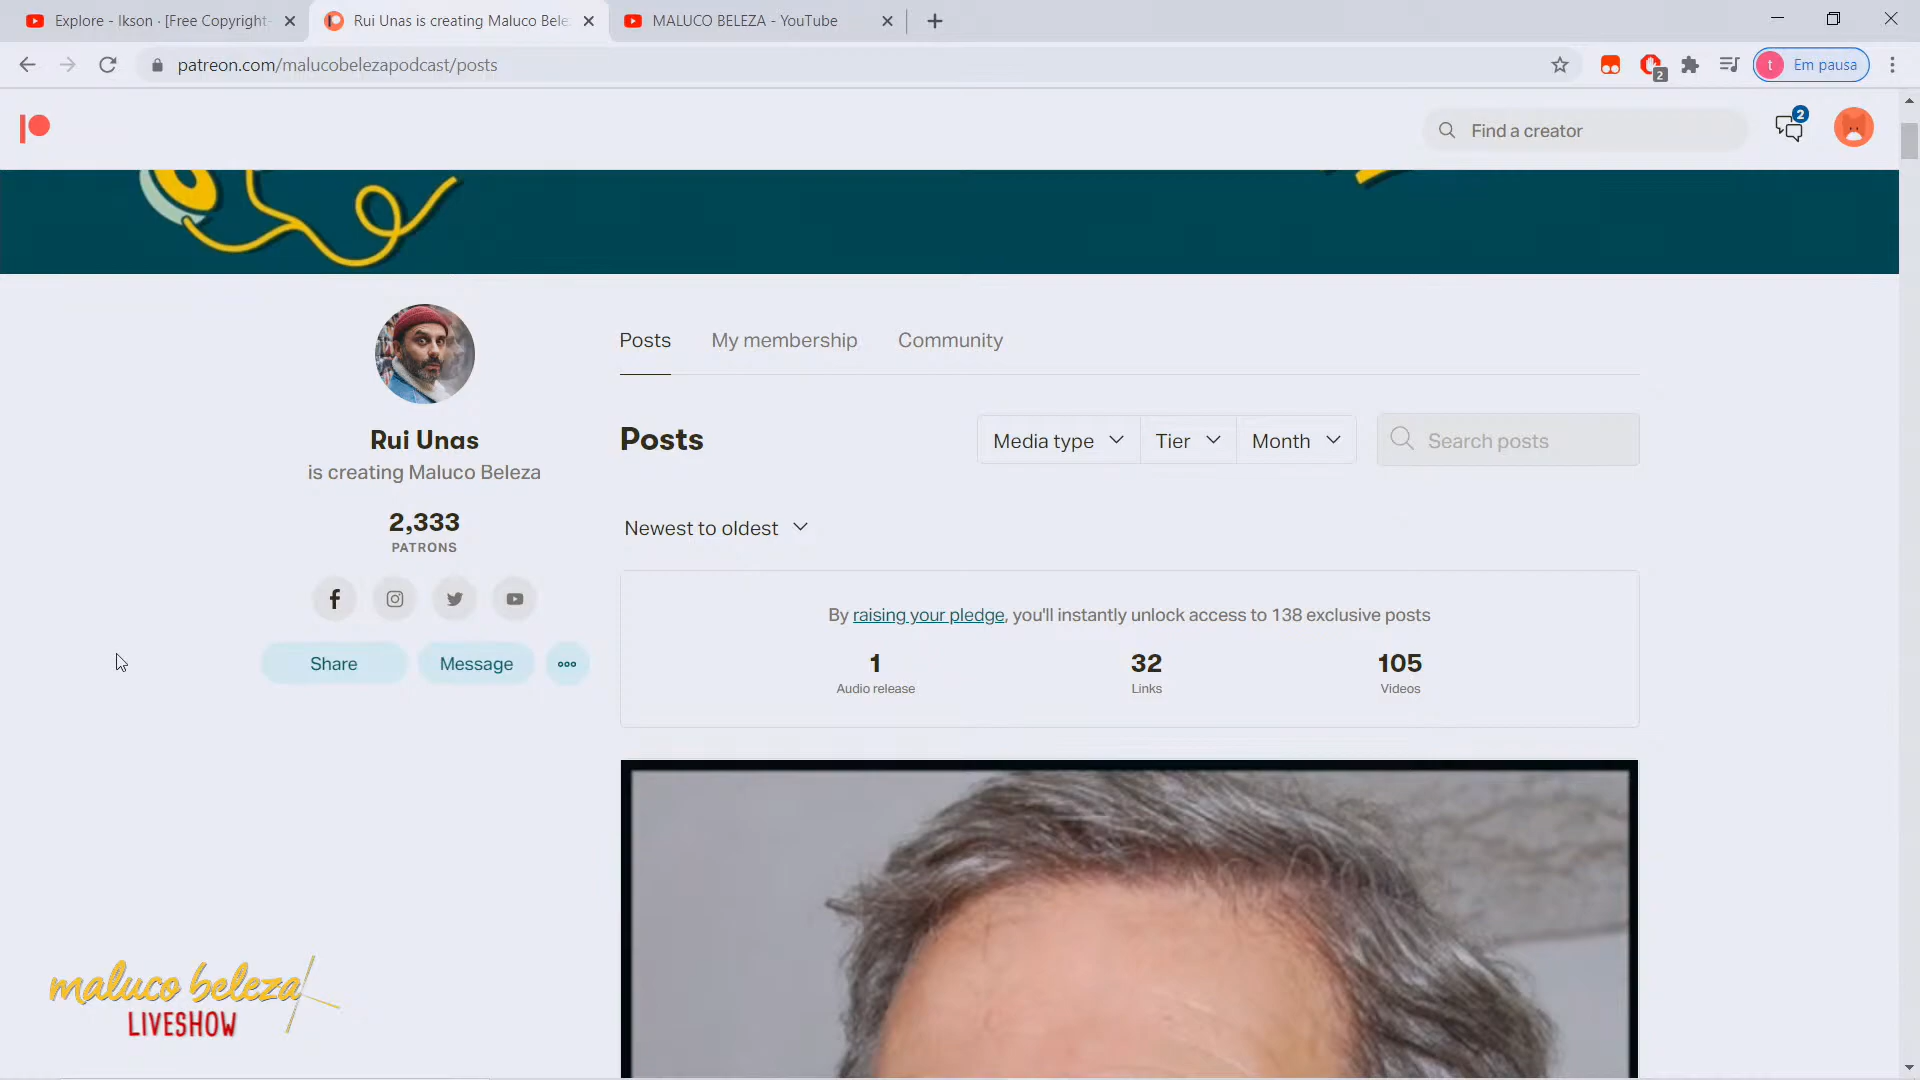 Explore - Ikson · [Free Copyright-
Rui Unas is creating Maluco Bele
MALUCO BELEZA - YouTube
patreon.com/malucobelezapodcast/posts
2
t
Em pausa
Find a creator
2
Rui Unas
is creating Maluco Beleza
2,333
PATRONS
Share
Message
Posts
My membership
Community
Posts
Media type
Tier
Month
Search posts
Newest to oldest
By raising your pledge, you'll instantly unlock access to 138 exclusive posts
1
32
105
Audio release
Links
Videos
maluco beleza
LIVESHOW